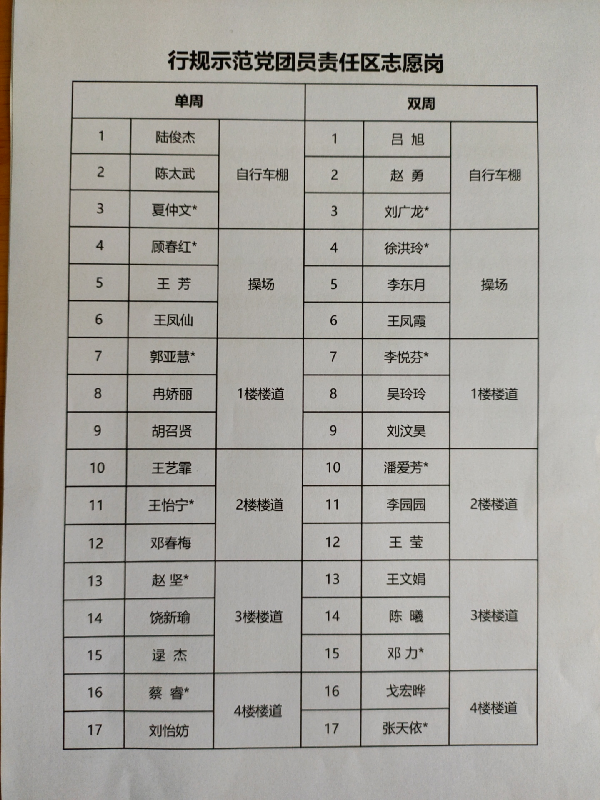 行规示范党团员责任区志愿岗
单周 双周
1 陆俊杰 自行车棚 1 吕 旭 自行车棚
2 陈太武 2 赵 勇
3 夏仲文* 3 刘广龙*
4 顾春红* 操场 4 徐洪玲* 操场
5 王 芳 5 李东月
6 王凤仙 6 王凤霞
7 郭亚慧* 1楼楼道 7 李悦芬* 1楼楼道
8 冉娇丽 8 吴玲玲
9 胡召贤 9 刘汶昊
10 王艺霏 2楼楼道 10 潘爱芳* 2楼楼道
11 王怡宁* 11 李园园
12 邓春梅 12 王 莹
13 赵 坚* 3楼楼道 13 王文娟 3楼楼道
14 饶新瑜 14 陈 曦
15 逯 杰 15 邓 力*
16 蔡 睿* 4楼楼道 16 戈宏晔 4楼楼道
17 刘怡妨 17 张天依*